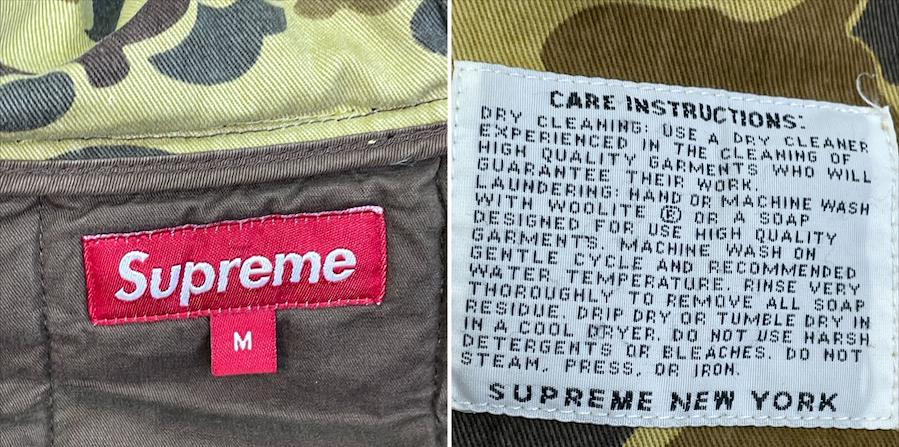 Supreme
M
CARE INSTRUCTIONS:
DRY CLEANING: USE A DRY CLEANER
EXPERIENCED IN THE CLEANING OF
HIGH QUALITY GARMENTS WHO WILL
GUARANTEE THEIR WORK.
LAUNDERING: HAND OR MACHINE WASH
WITH WOOLITE ® OR A SOAP
DESIGNED FOR USE HIGH QUALITY
GARMENTS. MACHINE WASH ON
GENTLE CYCLE AND RECOMMENDED
WATER TEMPERATURE. RINSE VERY
THOROUGHLY TO REMOVE ALL SOAP
RESIDUE. DRIP DRY OR TUMBLE DRY IN
IN A COOL DRYER. DO NOT USE HARSH
DETERGENTS OR BLEACHES. DO NOT
STEAM, PRESS, OR IRON.
SUPREME NEW YORK